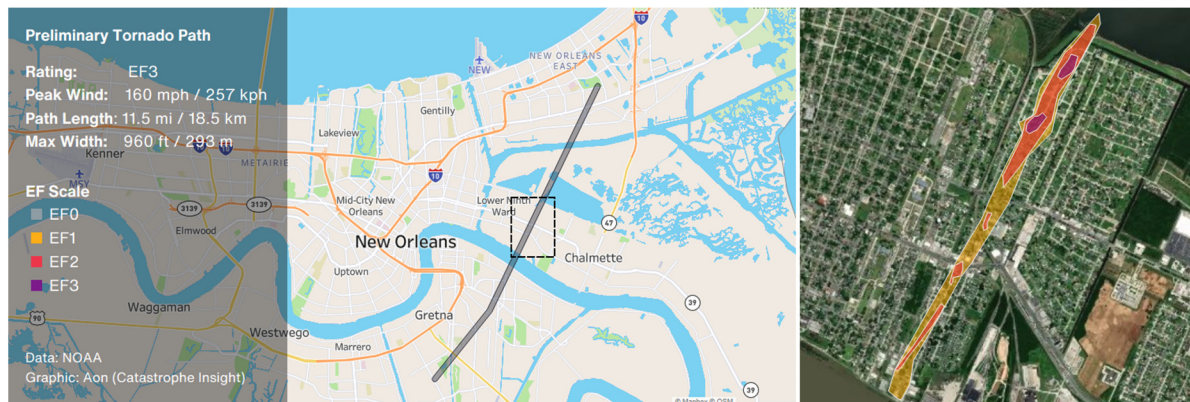 Preliminary Tornado Path
Rating: EF3
Peak Wind: 160 mph / 257 kph
Path Length: 11.5 mi / 18.5 km
Max Width: 960 ft / 293 m
EF Scale
EF0
EF1
EF2
EF3
Data: NOAA
Graphic: Aon (Catastrophe Insight)
10
NEW
NEW ORLEANS
EAST
Gentilly
Lakeview
Kenner
METAIRIE
10
MSY
Mid-City New
Orleans
Lower Ninth
Ward
3139
3139
47
Elmwood
New Orleans
Chalmette
Uptown
39
Waggaman
Gretna
90
Westwego
Marrero
39
© Mapbox © OSM